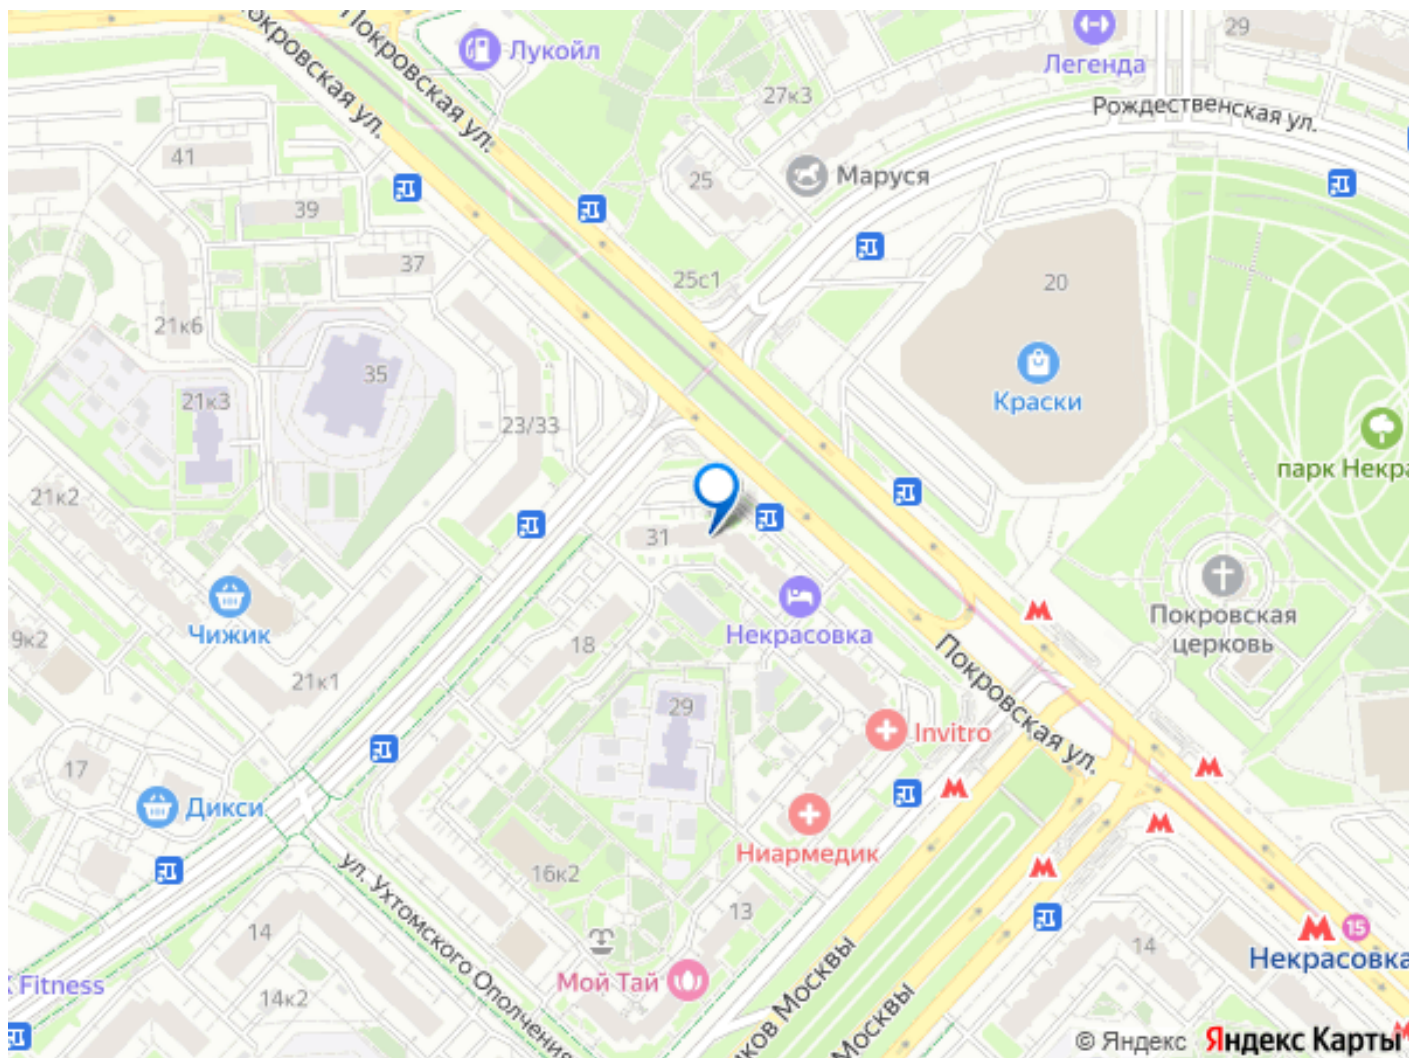 Покровская ул.
Покровская ул.
Лукойл
Легенда
29
27к3
Рождественская ул.
41
25
Маруся
39
37
25с1
20
21к6
35
21к3
Краски
23/33
парк Некра
21к2
31
Чижик
Некрасовка
Покровская
церковь
9к2
18
21к1
Покровская ул.
29
Invitro
17
Дикси
Ниармедик
ул. Ухтомского Ополчения
16к2
13
14
14
15
Некрасовка
Fitness
14к2
Мой Тай
ков Москвы
Москвы
© Яндекс
Яндекс Карты